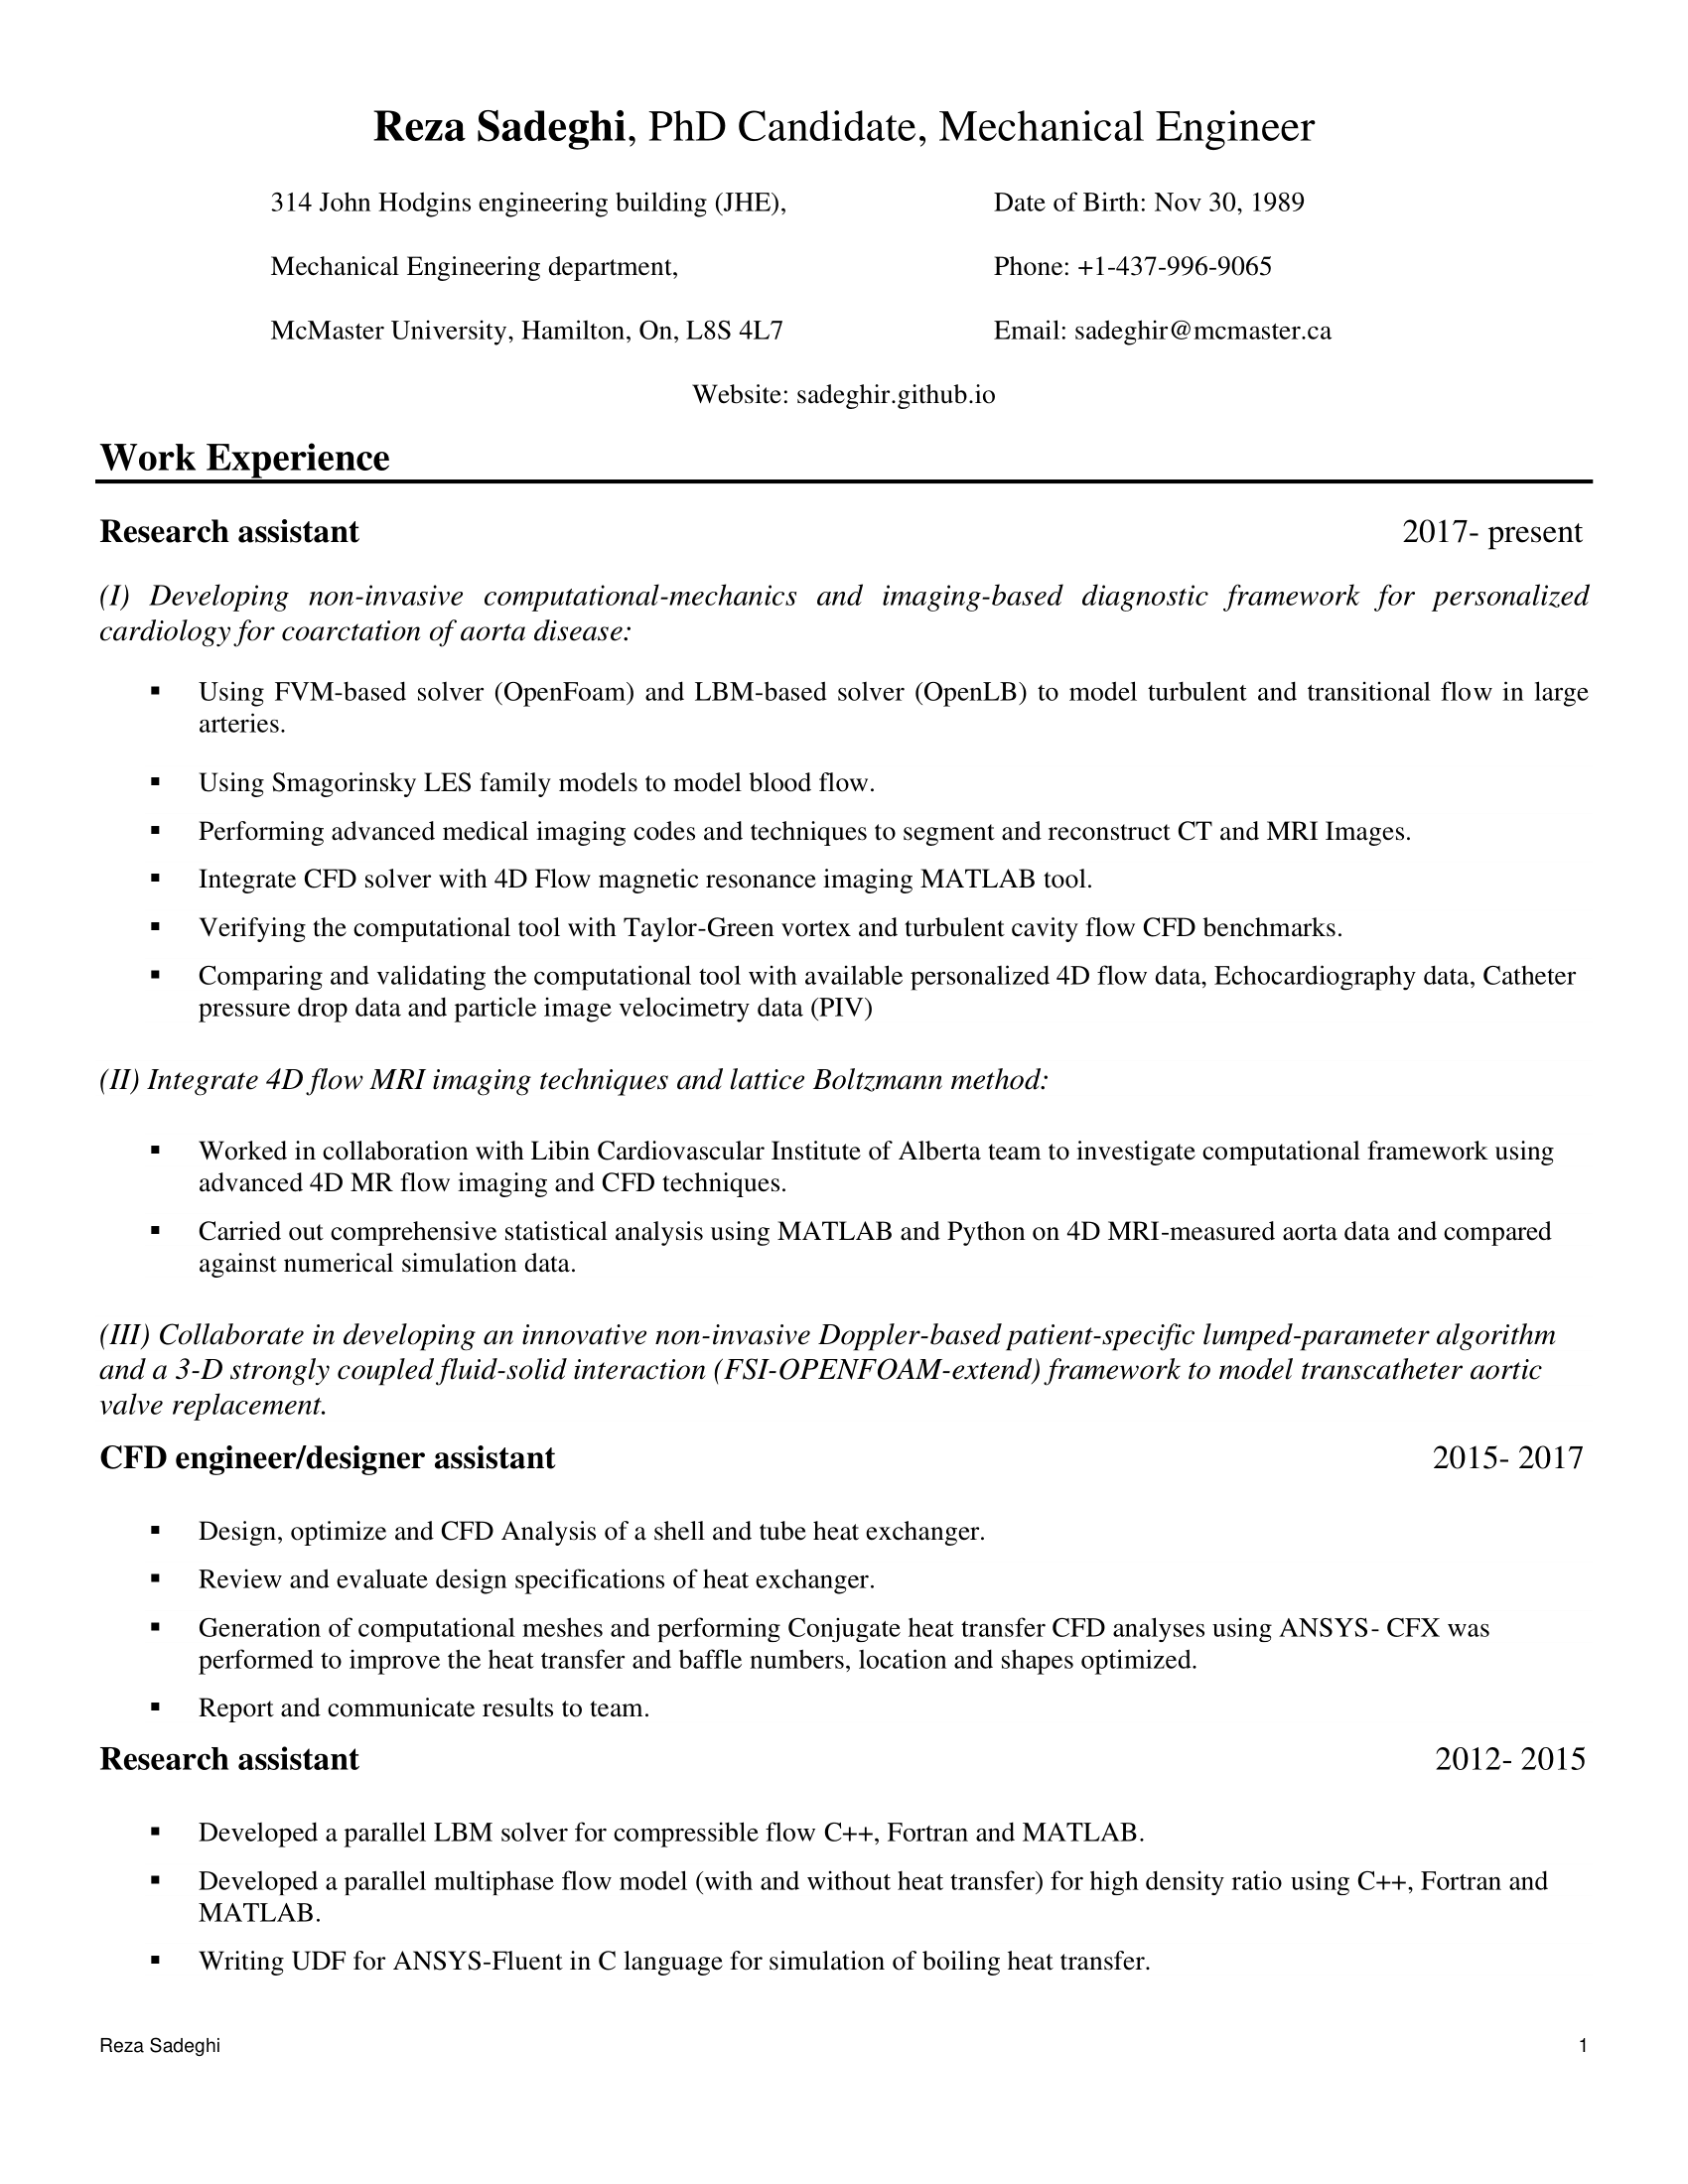 Reza Sadeghi, PhD Candidate, Mechanical Engineer
314 John Hodgins engineering building (JHE),
Date of Birth: Nov 30, 1989
Mechanical Engineering department,
Phone: +1-437-996-9065
McMaster University, Hamilton, On, L8S 4L7
Email: sadeghir@mcmaster.ca
Website: sadeghir.github.io
Work Experience
Research assistant 2017- present
(I) Developing non-invasive computational-mechanics and imaging-based diagnostic framework for personalized
cardiology for coarctation of aorta disease:
▪ Using FVM-based solver (OpenFoam) and LBM-based solver (OpenLB) to model turbulent and transitional flow in large
arteries.
▪ Using Smagorinsky LES family models to model blood flow.
▪ Performing advanced medical imaging codes and techniques to segment and reconstruct CT and MRI Images.
▪ Integrate CFD solver with 4D Flow magnetic resonance imaging MATLAB tool.
▪ Verifying the computational tool with Taylor-Green vortex and turbulent cavity flow CFD benchmarks.
▪ Comparing and validating the computational tool with available personalized 4D flow data, Echocardiography data, Catheter
pressure drop data and particle image velocimetry data (PIV)
(II) Integrate 4D flow MRI imaging techniques and lattice Boltzmann method:
▪ Worked in collaboration with Libin Cardiovascular Institute of Alberta team to investigate computational framework using
advanced 4D MR flow imaging and CFD techniques.
▪ Carried out comprehensive statistical analysis using MATLAB and Python on 4D MRI-measured aorta data and compared
against numerical simulation data.
(III) Collaborate in developing an innovative non-invasive Doppler-based patient-specific lumped-parameter algorithm
and a 3-D strongly coupled fluid-solid interaction (FSI-OPENFOAM-extend) framework to model transcatheter aortic
valve replacement.
CFD engineer/designer assistant 2015- 2017
▪ Design, optimize and CFD Analysis of a shell and tube heat exchanger.
▪ Review and evaluate design specifications of heat exchanger.
▪ Generation of computational meshes and performing Conjugate heat transfer CFD analyses using ANSYS- CFX was
performed to improve the heat transfer and baffle numbers, location and shapes optimized.
▪ Report and communicate results to team.
Research assistant 2012- 2015
▪ Developed a parallel LBM solver for compressible flow C++, Fortran and MATLAB.
▪ Developed a parallel multiphase flow model (with and without heat transfer) for high density ratio using C++, Fortran and
MATLAB.
▪ Writing UDF for ANSYS-Fluent in C language for simulation of boiling heat transfer.
Reza Sadeghi 1